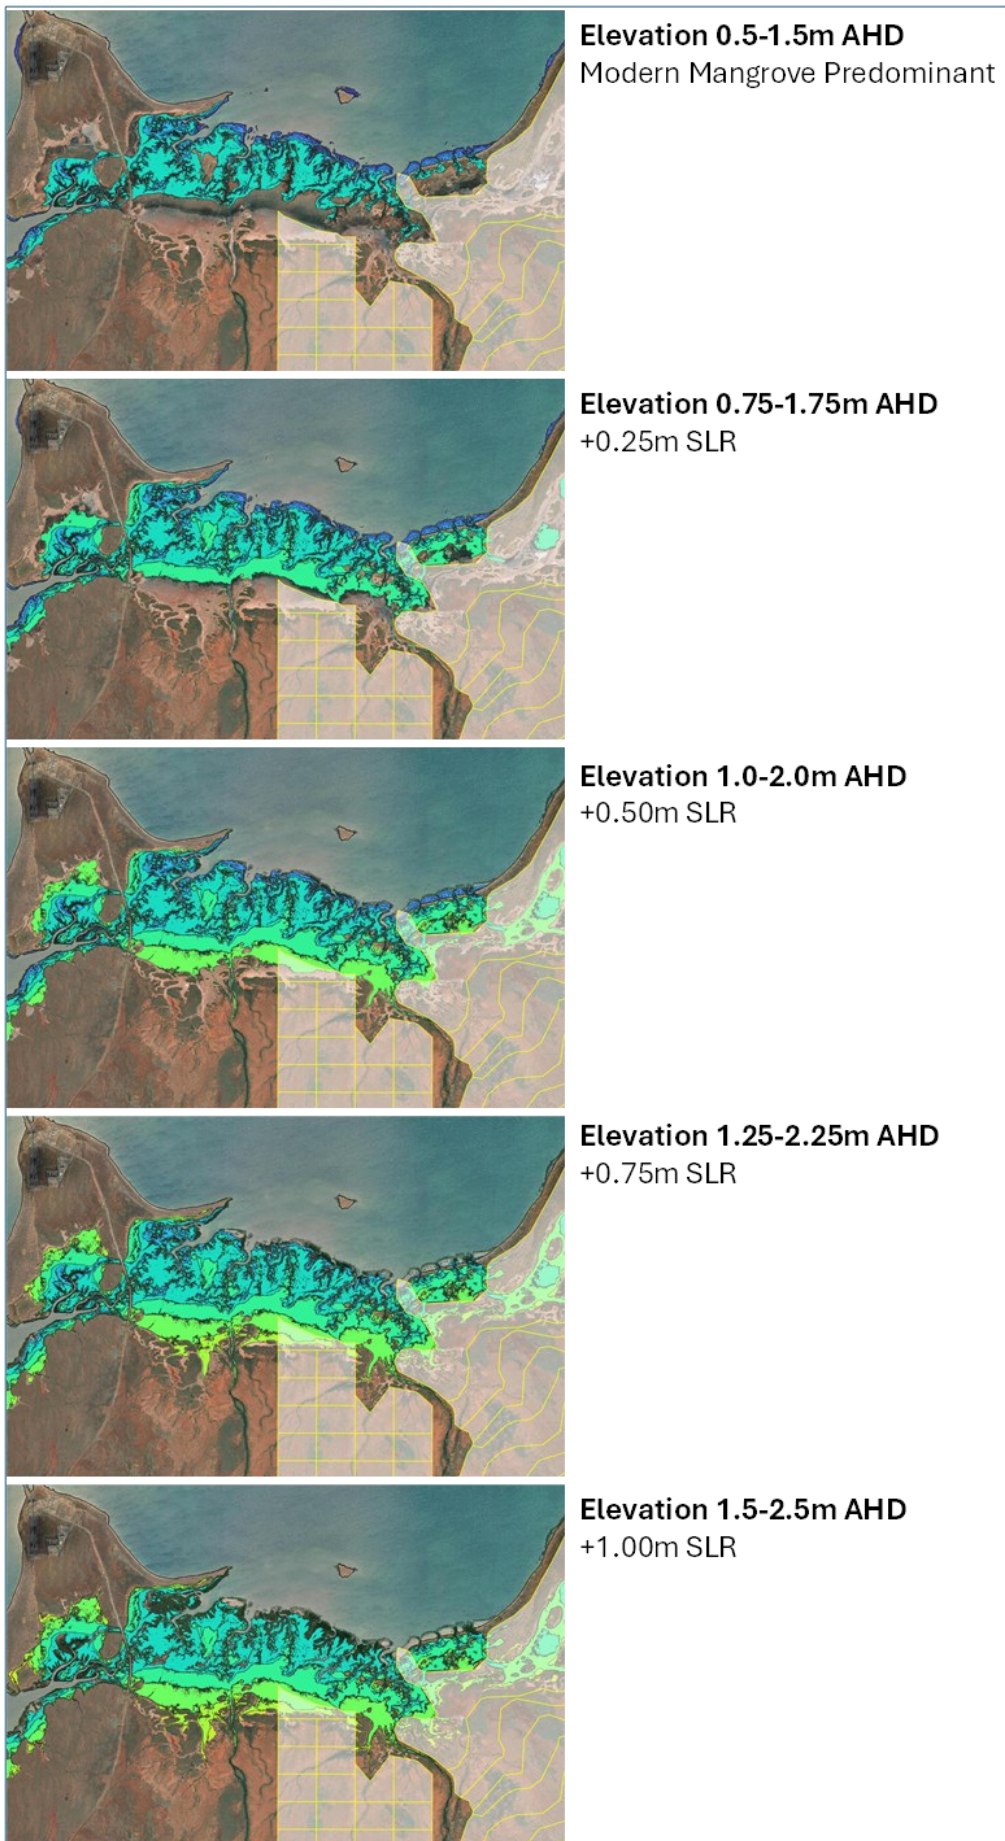 Elevation 0.5-1.5m AHD
Modern Mangrove Predominant
Elevation 0.75-1.75m AHD
+0.25m SLR
Elevation 1.0-2.0m AHD
+0.50m SLR
Elevation 1.25-2.25m AHD
+0.75m SLR
Elevation 1.5-2.5m AHD
+1.00m SLR